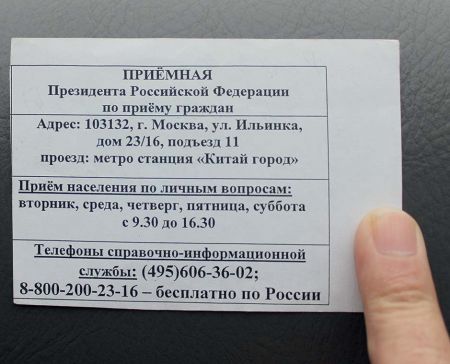 ПРИЁМНАЯ
Президента Российской Федерации
по приёму граждан
Адрес: 103132, г. Москва, ул. Ильинка,
дом 23/16, подъезд 11
проезд: метро станция «Китай город»
Приём населения по личным вопросам:
вторник, среда, четверг, пятница, суббота
с 9.30 до 16.30
Телефоны справочно-информационной
службы: (495)606-36-02;
8-800-200-23-16 – бесплатно по России